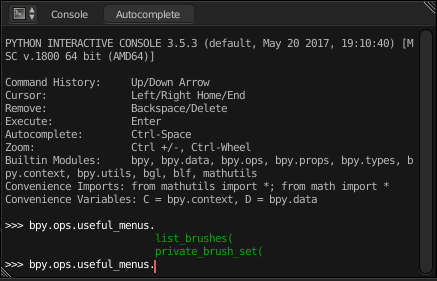 Console Autocomplete
PYTHON INTERACTIVE CONSOLE 3.5.3 (default, May 20 2017, 19:10:40) [M
SC v.1800 64 bit (AMD64)]
Command History: Up/Down Arrow
Cursor: Left/Right Home/End
Remove: Backspace/Delete
Execute: Enter
Autocomplete: Ctrl-Space
Zoom: Ctrl +/-, Ctrl-Wheel
Builtin Modules: bpy, bpy.data, bpy.ops, bpy.props, bpy.types, b
py.context, bpy.utils, bgl, blf, mathutils
Convenience Imports: from mathutils import *; from math import *
Convenience Variables: C = bpy.context, D = bpy.data
>>> bpy.ops.useful_menus.
list_brushes(
private_brush_set(
>>> bpy.ops.useful_menus.